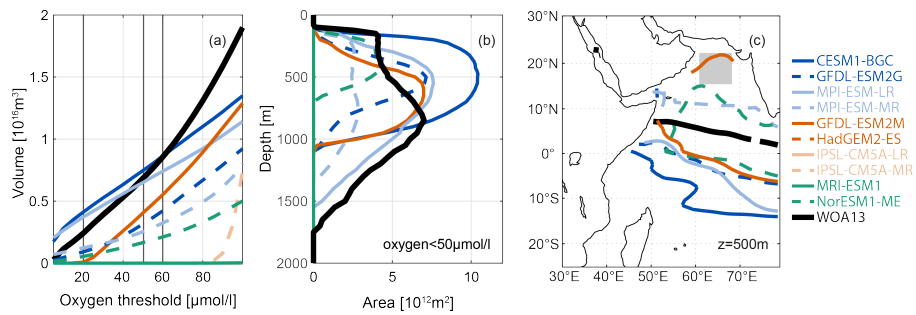 (a)
2
1.5
1
0.5
0
Volume [10¹⁶m³]
20
40
60
80
Oxygen threshold [µmol/l]
(b)
0
500
1000
1500
2000
Depth [m]
oxygen<50µmol/l
0
5
10
Area [10¹²m²]
(c)
30°N
20°N
10°N
0°
10°S
20°S
z=500m
30°E
40°E
50°E
60°E
70°E
CESM1-BGC
GFDL-ESM2G
MPI-ESM-LR
MPI-ESM-MR
GFDL-ESM2M
HadGEM2-ES
IPSL-CM5A-LR
IPSL-CM5A-MR
MRI-ESM1
NorESM1-ME
WOA13